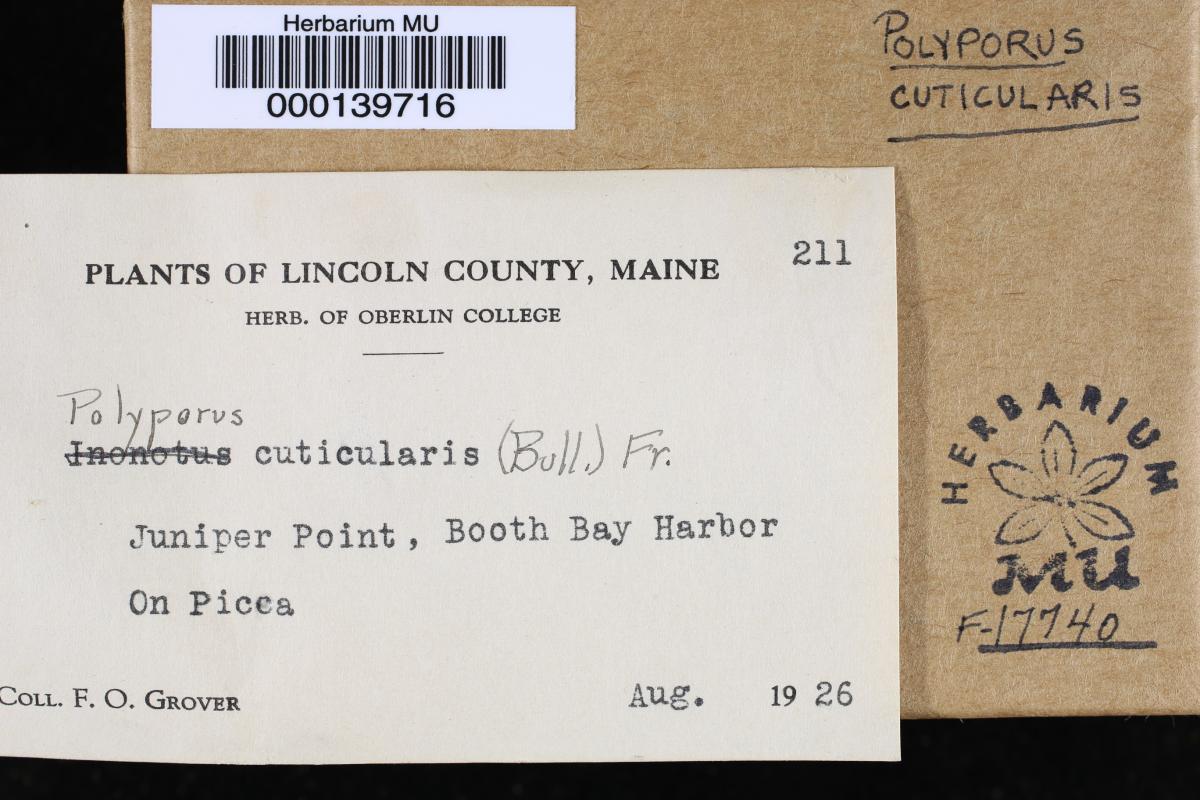 Herbarium MU
000139716
POLYPORUS
CUTICULARIS
211
PLANTS OF LINCOLN COUNTY, MAINE
HERB. OF OBERLIN COLLEGE
Polyporus
Inonotus cuticularis (Bull.) Fr.
Juniper Point, Booth Bay Harbor
On Picea
COLL. F. O. GROVER
Aug. 19 26
HERBARIUM
MU
F-17740